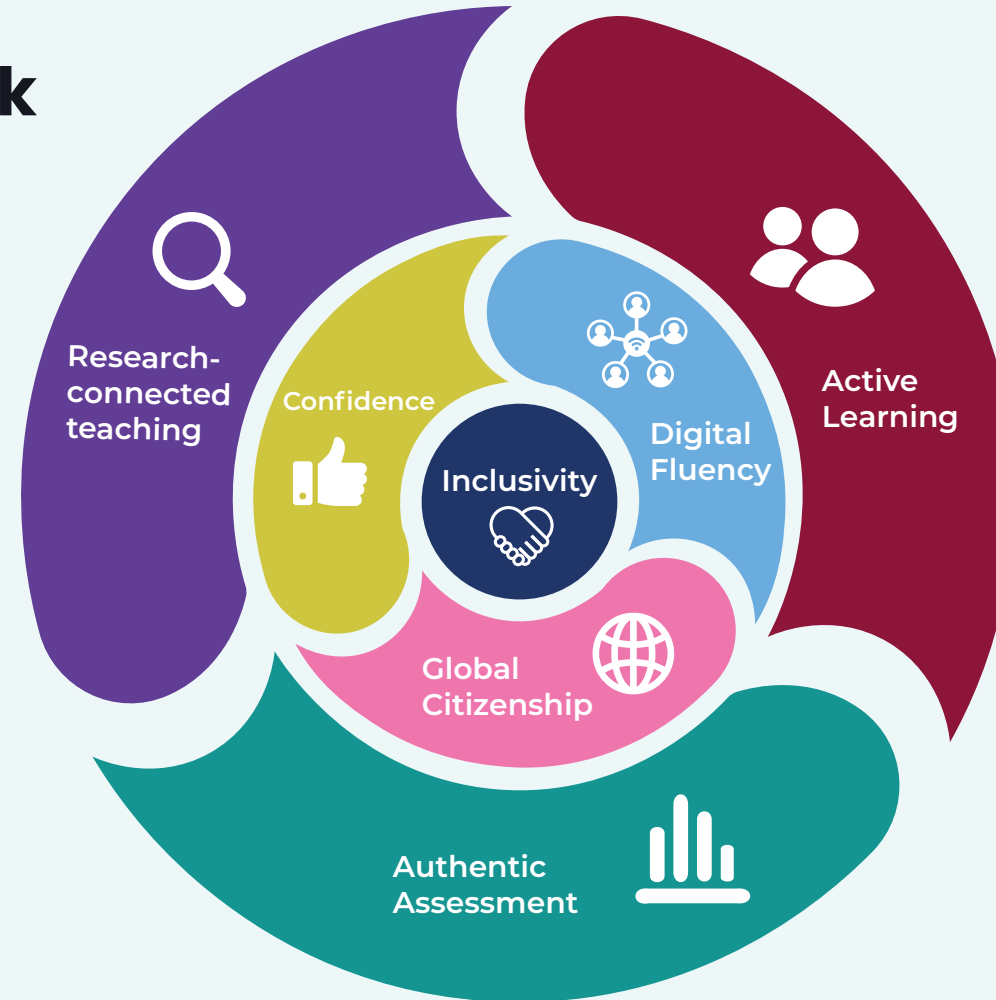 k
Research-
connected
teaching
Confidence
Inclusivity
Digital
Fluency
Active
Learning
Global
Citizenship
Authentic
Assessment